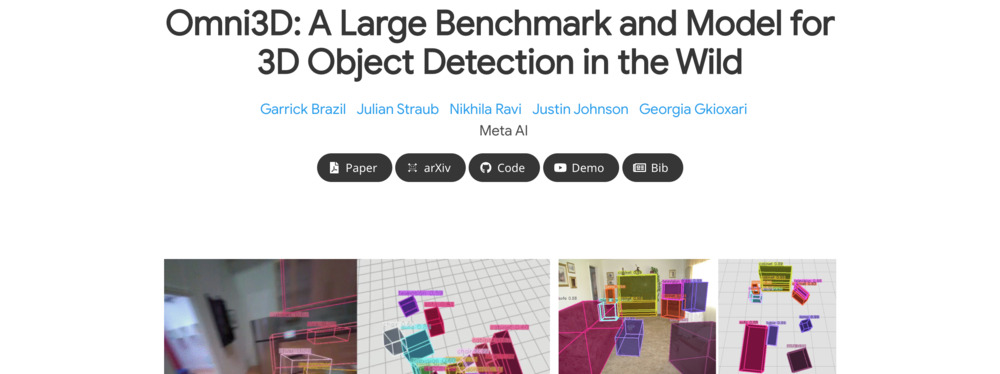 Omni3D: A Large Benchmark and Model for
3D Object Detection in the Wild
Garrick Brazil Julian Straub Nikhila Ravi Justin Johnson Georgia Gkioxari
Meta AI
Paper arXiv Code Demo Bib